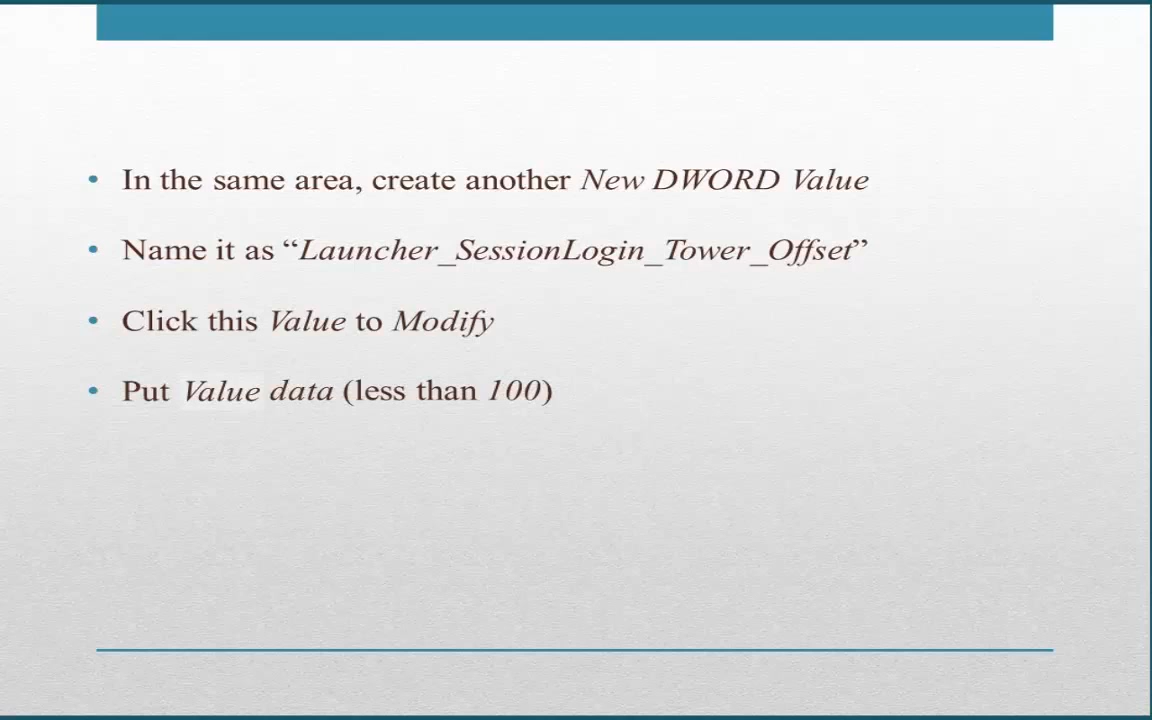 • In the same area, create another New DWORD Value
• Name it as “Launcher_SessionLogin_Tower_Offset”
• Click this Value to Modify
• Put Value data (less than 100)